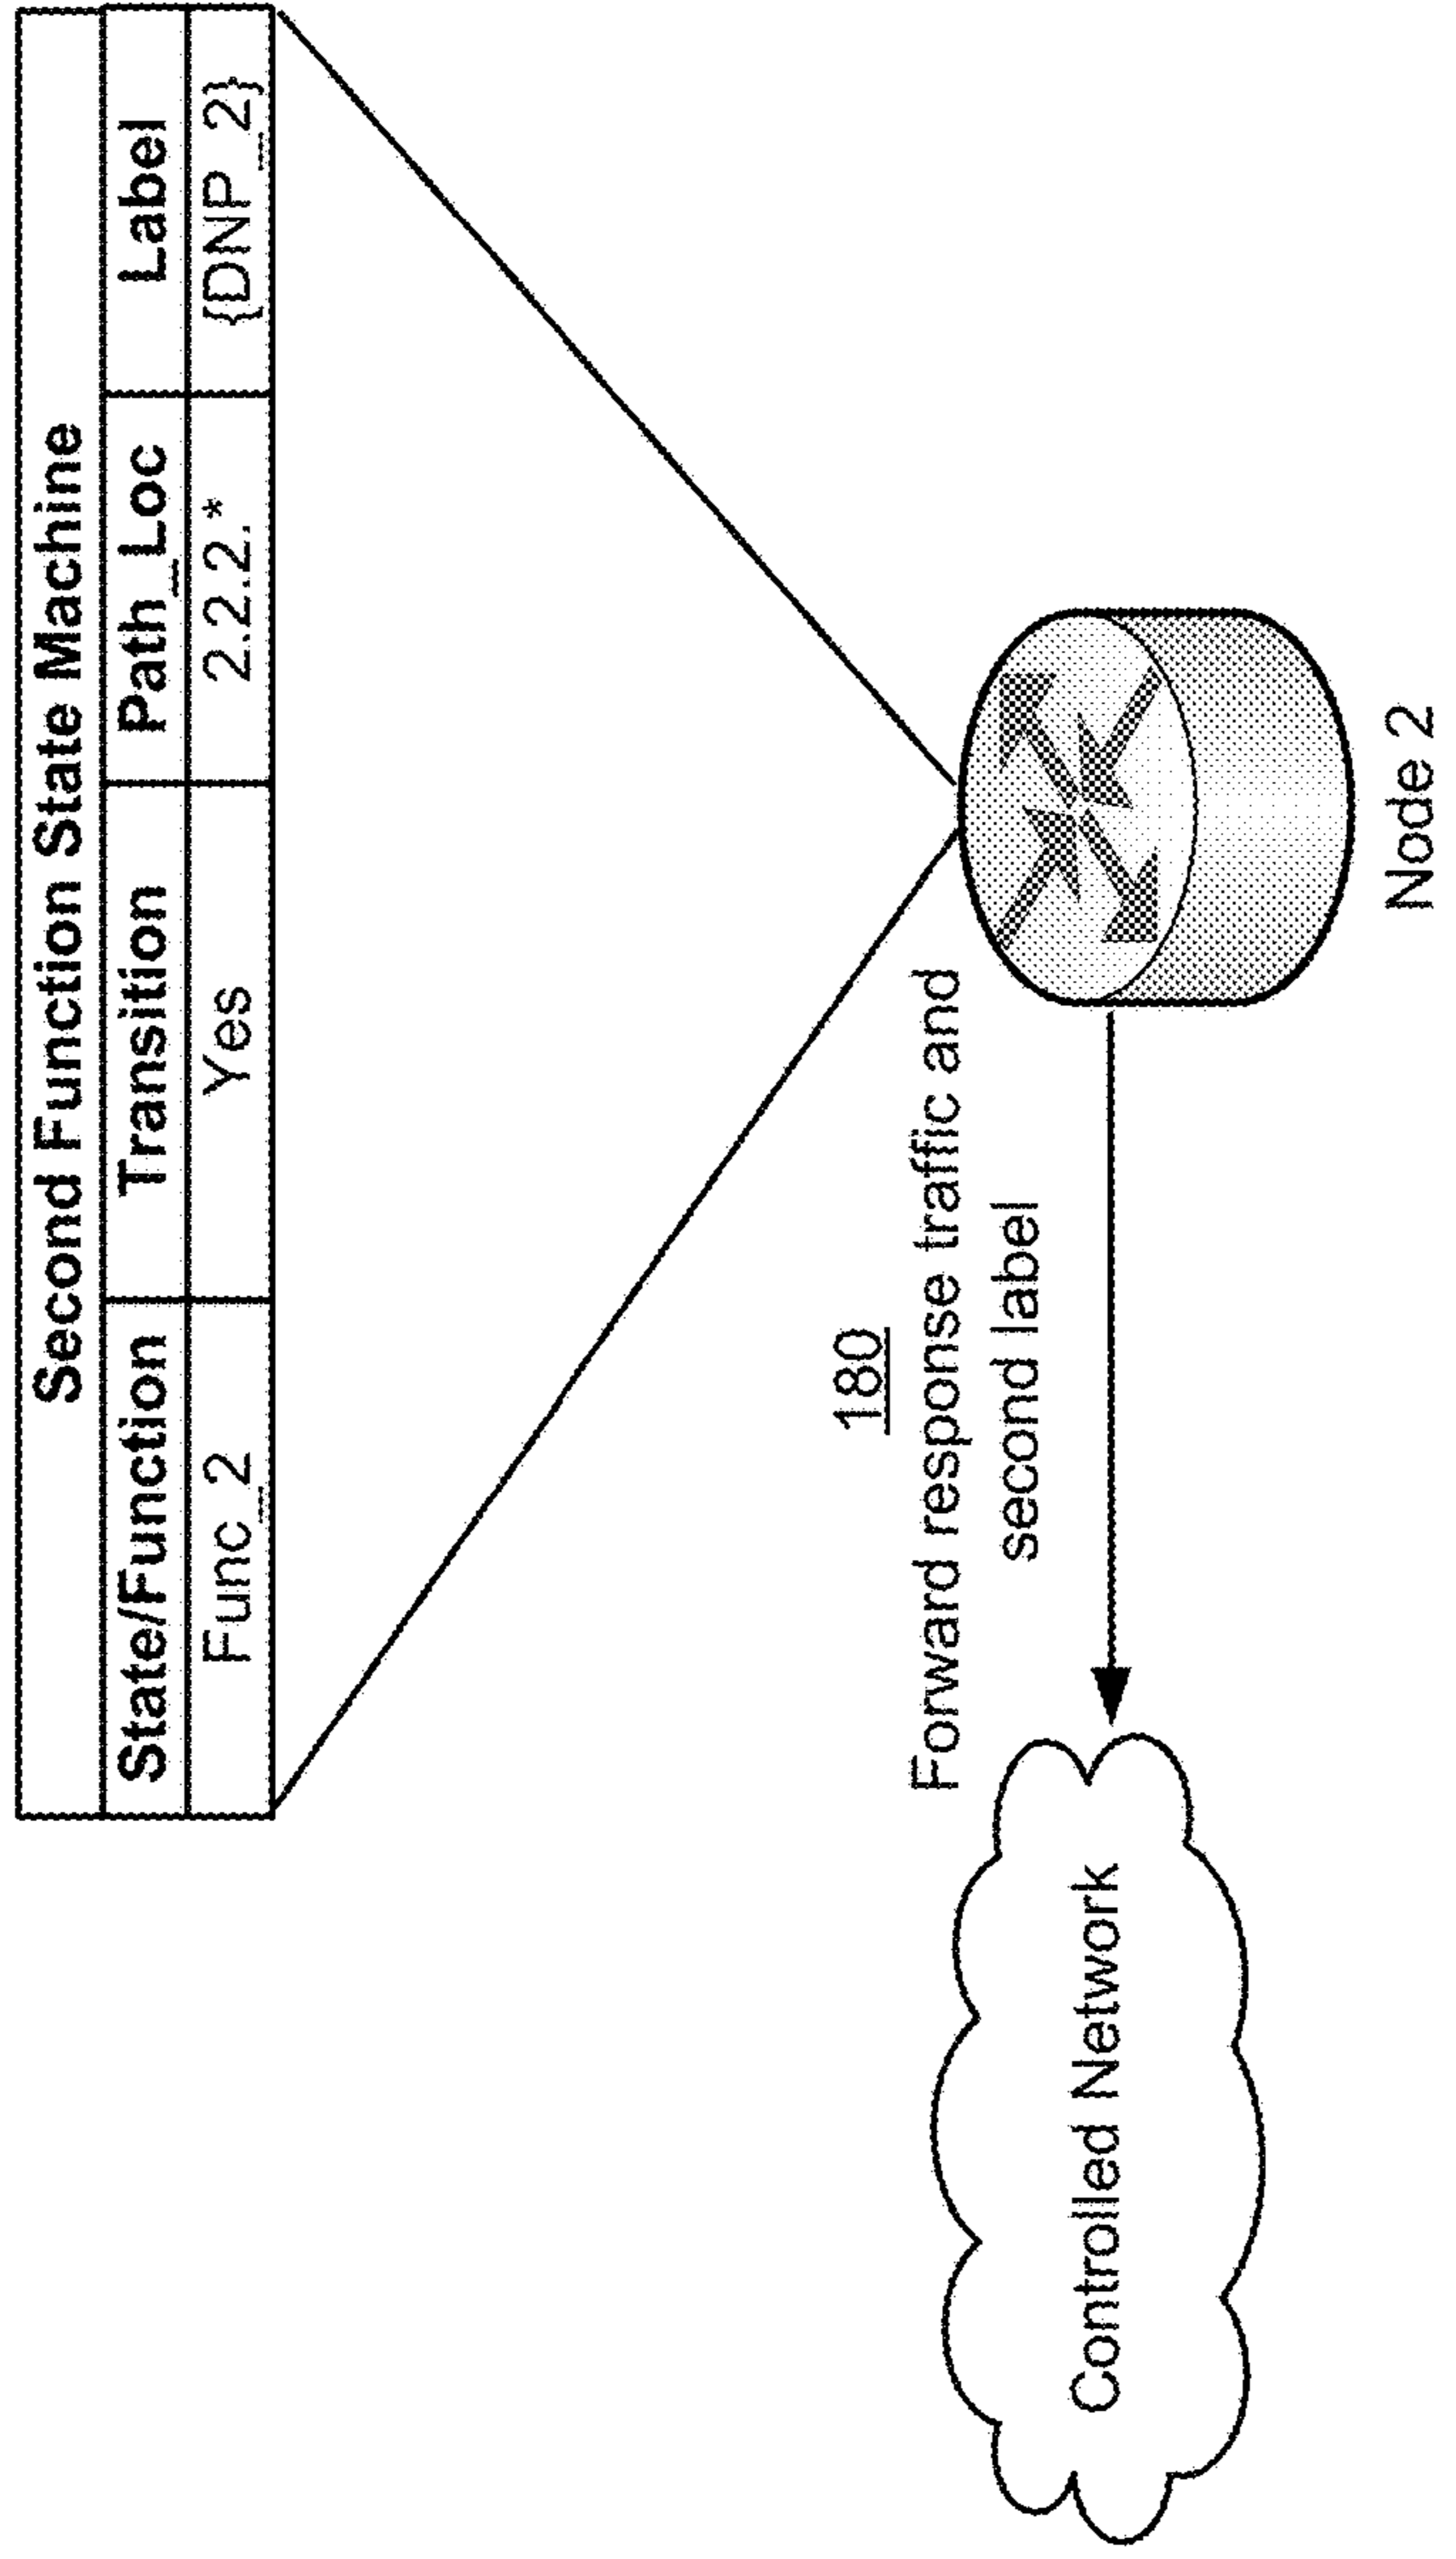 Second Function State Machine
State/Function Transition Path_Loc Label
Func_2 Yes 2.2.2.* {DNP_2}
180
Forward response traffic and
second label
Controlled Network
Node 2